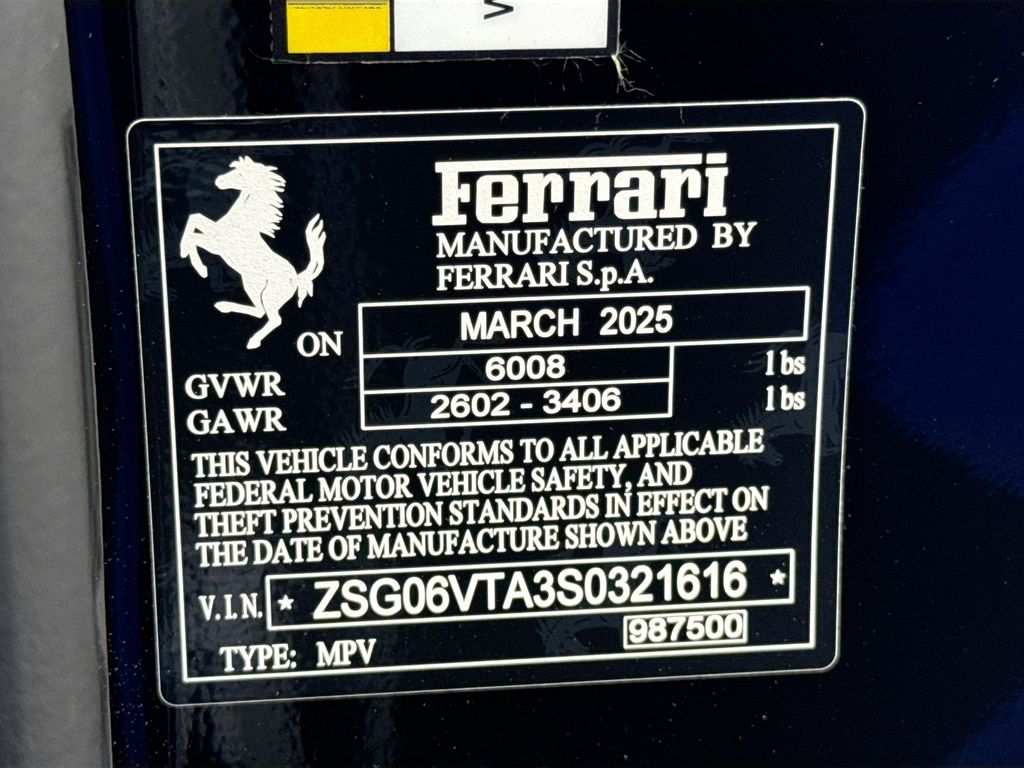 V
Ferrari
MANUFACTURED BY
FERRARI S.p.A.
ON MARCH 2025
GVWR 6008 lbs
GAWR 2602 - 3406 lbs
THIS VEHICLE CONFORMS TO ALL APPLICABLE
FEDERAL MOTOR VEHICLE SAFETY, AND
THEFT PREVENTION STANDARDS IN EFFECT ON
THE DATE OF MANUFACTURE SHOWN ABOVE
V.I.N. * ZSG06VTA3S0321616 *
987500
TYPE: MPV